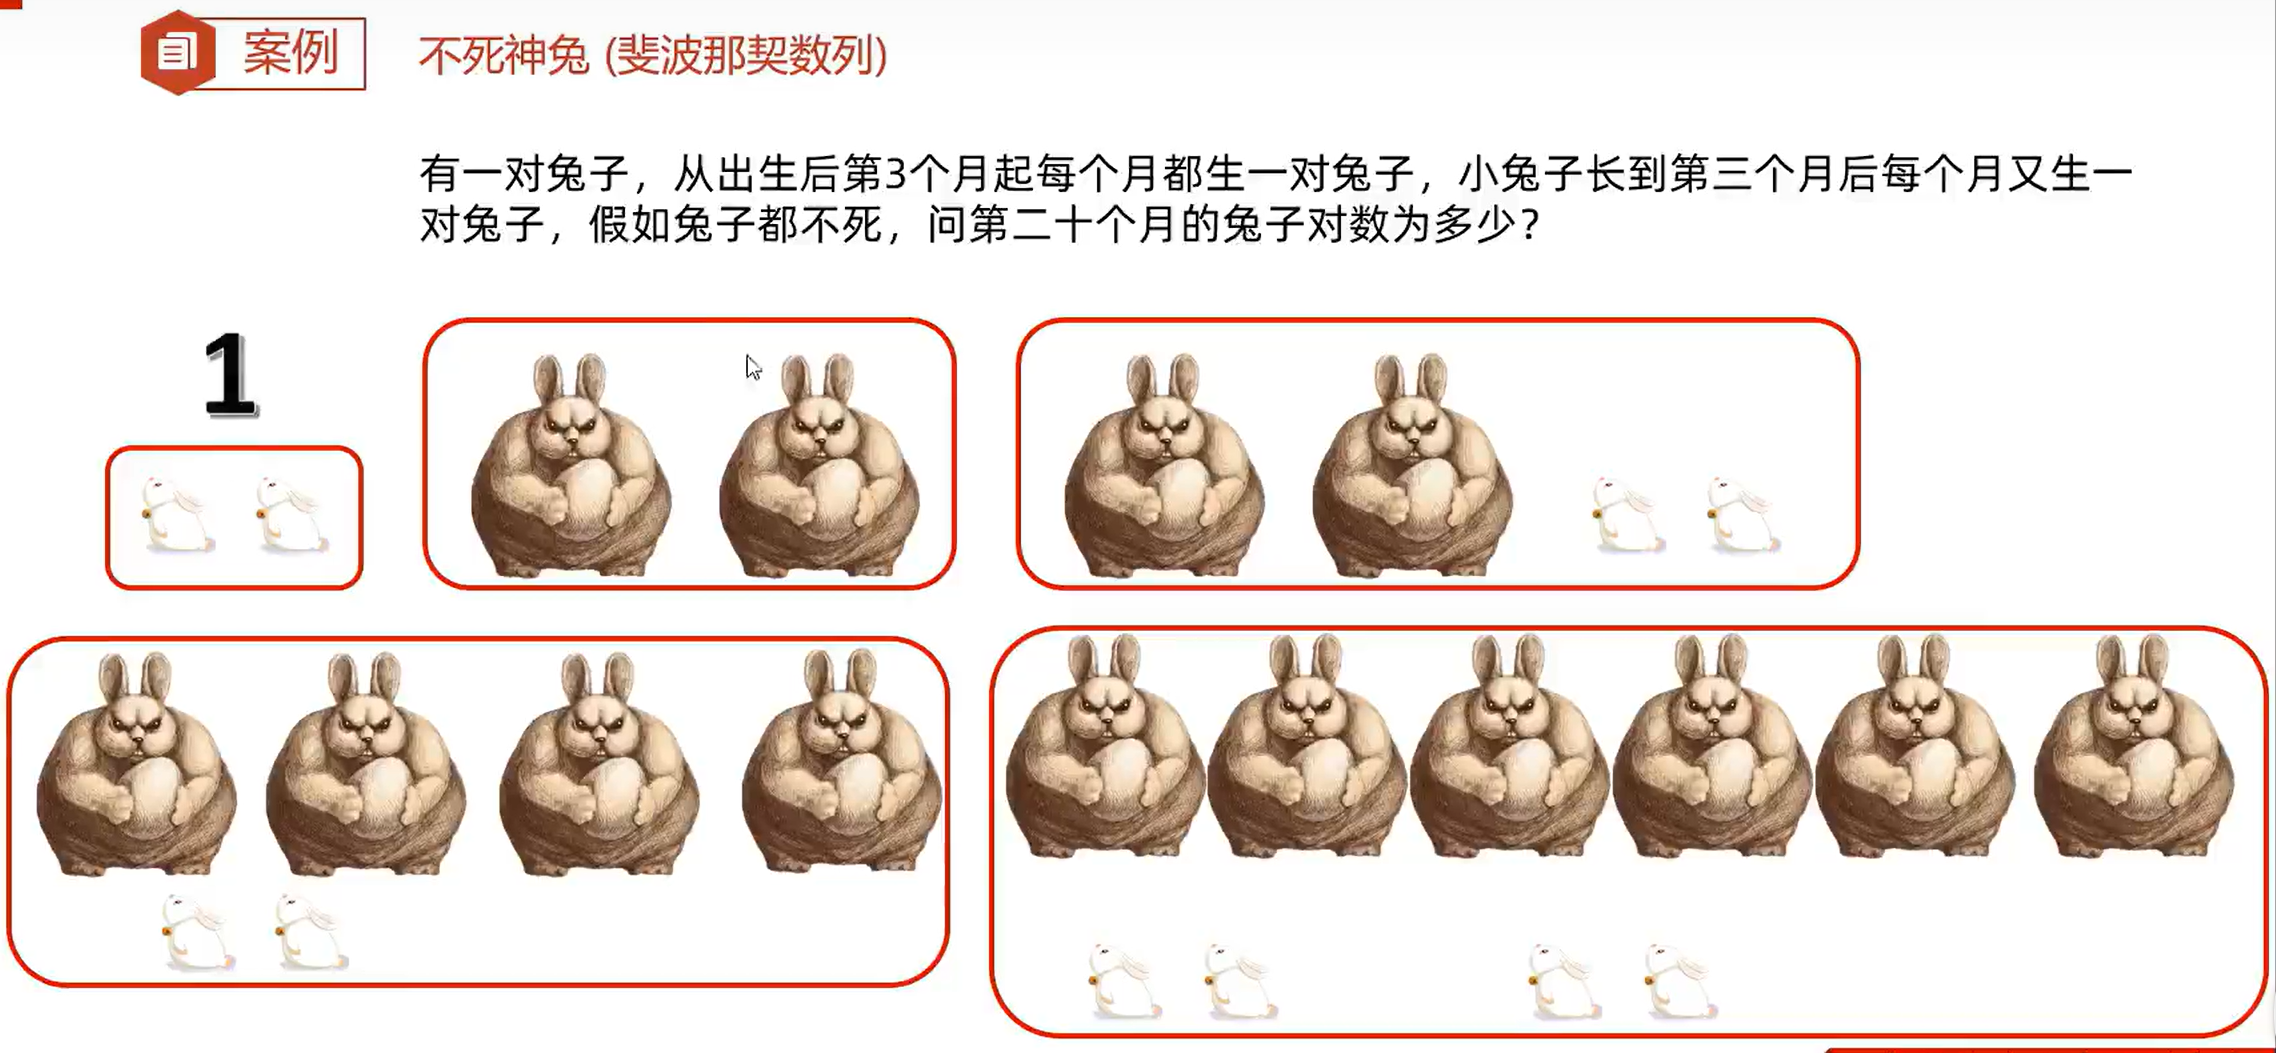 案例
不死神兔 (斐波那契数列)
有一对兔子，从出生后第3个月起每个月都生一对兔子，小兔子长到第三个月后每个月又生一
对兔子，假如兔子都不死，问第二十个月的兔子对数为多少？
1